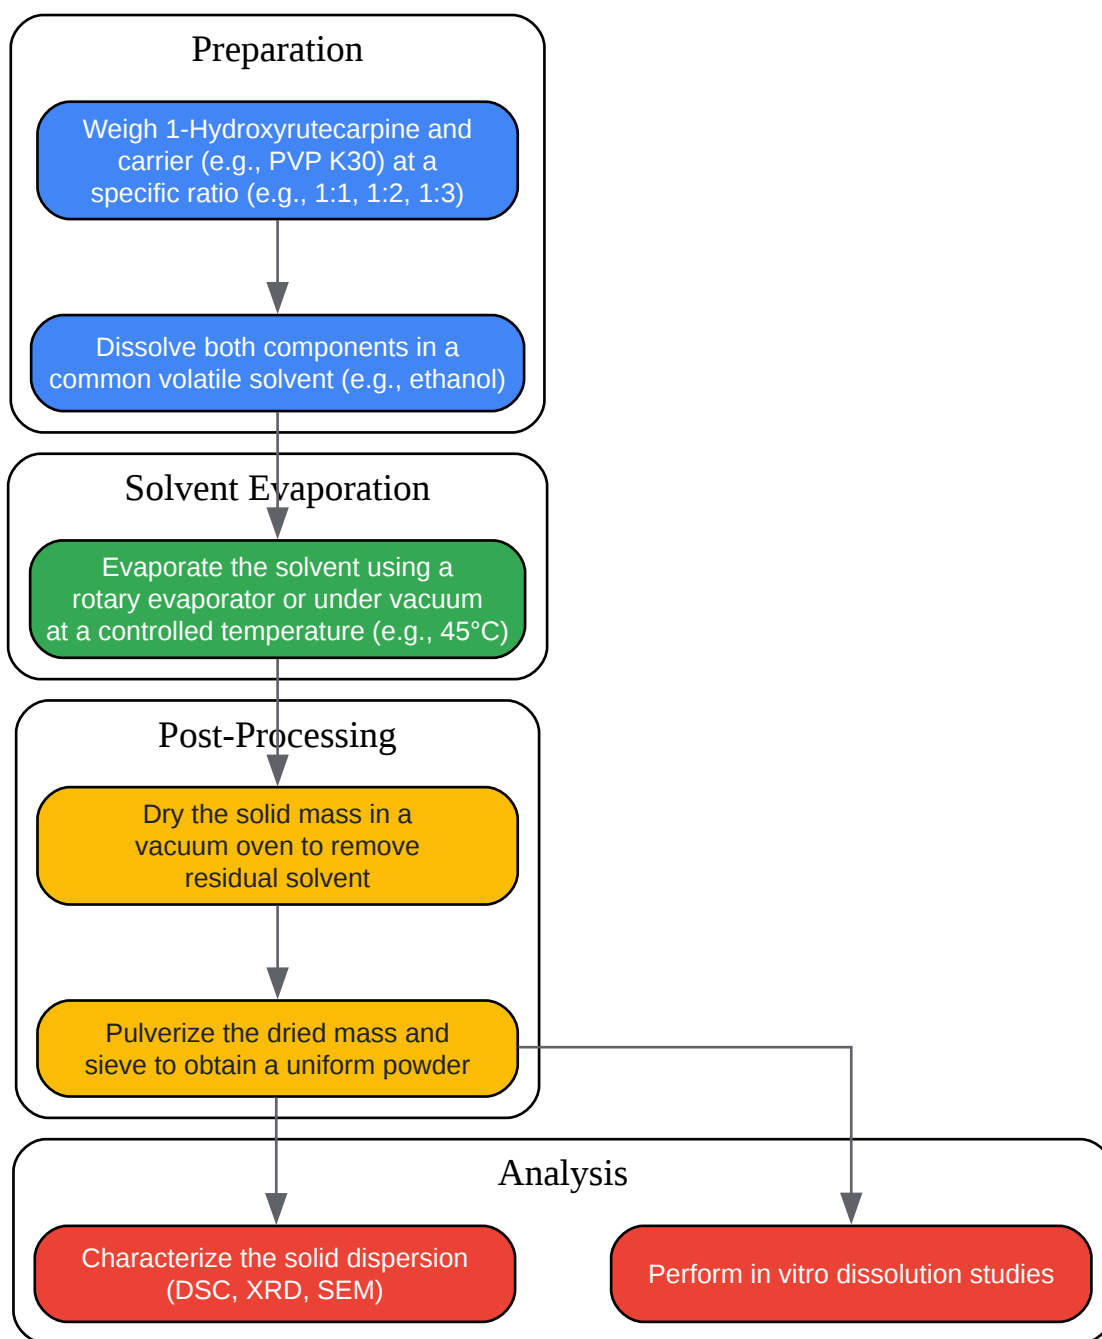 Preparation
Weigh 1-Hydroxyrutecarpine and
carrier (e.g., PVP K30) at a
specific ratio (e.g., 1:1, 1:2, 1:3)
Dissolve both components in a
common volatile solvent (e.g., ethanol)
Solvent Evaporation
Evaporate the solvent using a
rotary evaporator or under vacuum
at a controlled temperature (e.g., 45°C)
Post-Processing
Dry the solid mass in a
vacuum oven to remove
residual solvent
Pulverize the dried mass and
sieve to obtain a uniform powder
Analysis
Characterize the solid dispersion
(DSC, XRD, SEM)
Perform in vitro dissolution studies